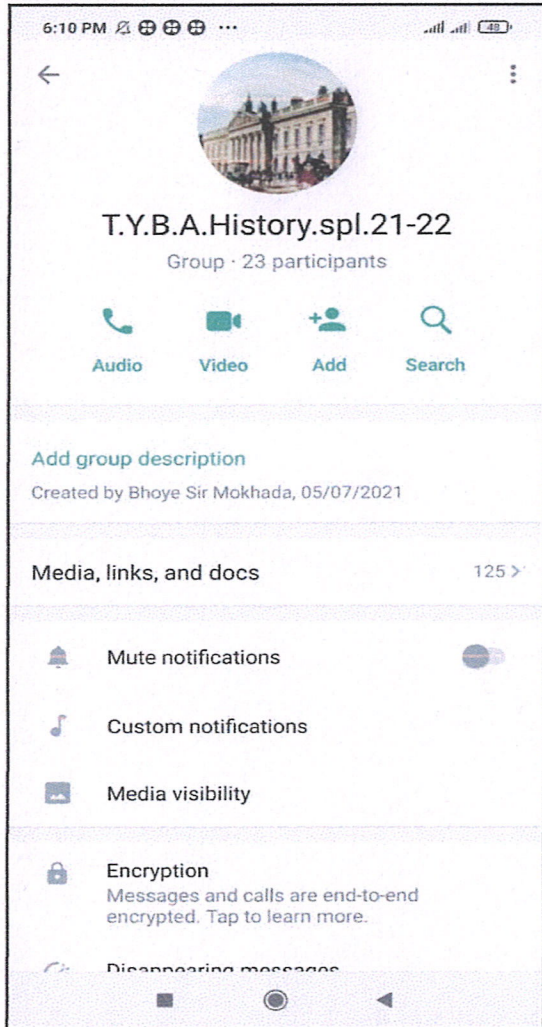 6:10 PM ...
48
T.Y.B.A.History.spl.21-22
Group · 23 participants
Audio Video Add Search
Add group description
Created by Bhoye Sir Mokhada, 05/07/2021
Media, links, and docs 125 >
Mute notifications
Custom notifications
Media visibility
Encryption
Messages and calls are end-to-end
encrypted. Tap to learn more.
Disappearing messages